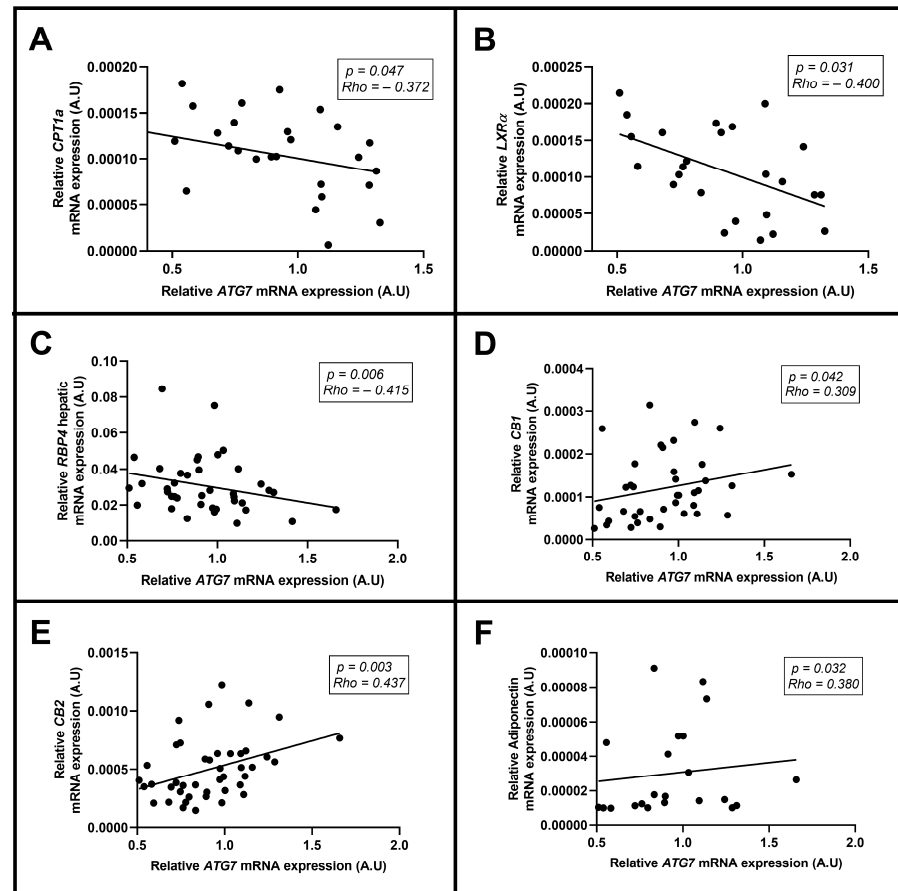 A
p = 0.047
Rho = − 0.372
Relative CPT1a
mRNA expression (A.U)
0.00020
0.00015
0.00010
0.00005
0.00000
0.5 1.0 1.5
Relative ATG7 mRNA expression (A.U)
B
p = 0.031
Rho = − 0.400
Relative LXRα
mRNA expression (A.U)
0.00025
0.00020
0.00015
0.00010
0.00005
0.00000
0.5 1.0 1.5
Relative ATG7 mRNA expression (A.U)
C
p = 0.006
Rho = − 0.415
Relative RBP4 hepatic
mRNA expression (A.U)
0.10
0.08
0.06
0.04
0.02
0.00
0.5 1.0 1.5 2.0
Relative ATG7 mRNA expression (A.U)
D
p = 0.042
Rho = 0.309
Relative CB1
mRNA expression (A.U)
0.0004
0.0003
0.0002
0.0001
0.0000
0.5 1.0 1.5 2.0
Relative ATG7 mRNA expression (A.U)
E
p = 0.003
Rho = 0.437
Relative CB2
mRNA expression (A.U)
0.0015
0.0010
0.0005
0.0000
0.5 1.0 1.5 2.0
Relative ATG7 mRNA expression (A.U)
F
p = 0.032
Rho = 0.380
Relative Adiponectin
mRNA expression (A.U)
0.00010
0.00008
0.00006
0.00004
0.00002
0.00000
0.5 1.0 1.5 2.0
Relative ATG7 mRNA expression (A.U)